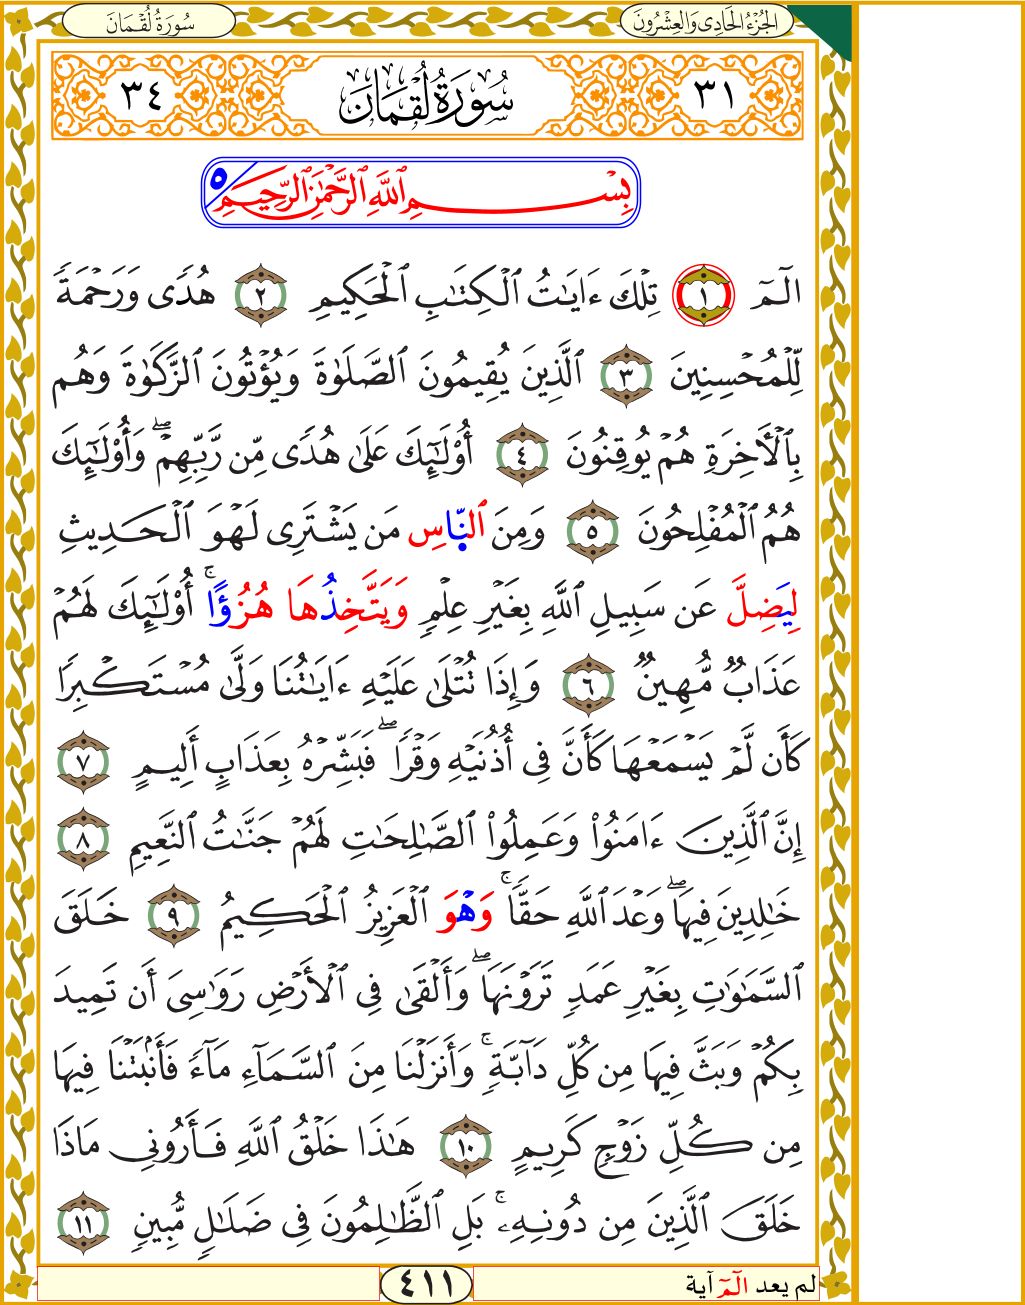 الجُزْءُ الحَادِى وَالعِشْرُونَ
سُورَةُ لُقْمَانَ
٣١ سُورَةُ لُقْمَانَ ٣٤
بِسْمِ ٱللَّهِ ٱلرَّحْمَٰنِ ٱلرَّحِيمِ ٥
الٓمٓ ١ تِلْكَ ءَايَٰتُ ٱلْكِتَٰبِ ٱلْحَكِيمِ ٢ هُدًى وَرَحْمَةً
لِّلْمُحْسِنِينَ ٣ ٱلَّذِينَ يُقِيمُونَ ٱلصَّلَوٰةَ وَيُؤْتُونَ ٱلزَّكَوٰةَ وَهُم
بِٱلْأَخِرَةِ هُمْ يُوقِنُونَ ٤ أُو۟لَٰٓئِكَ عَلَىٰ هُدًى مِّن رَّبِّهِمْ ۖ وَأُو۟لَٰٓئِكَ
هُمُ ٱلْمُفْلِحُونَ ٥ وَمِنَ ٱلنَّاسِ مَن يَشْتَرِى لَهْوَ ٱلْحَدِيثِ
لِيَضِلَّ عَن سَبِيلِ ٱللَّهِ بِغَيْرِ عِلْمٍ وَيَتَّخِذُهَا هُزُؤًا ۚ أُو۟لَٰٓئِكَ لَهُمْ
عَذَابٌ مُّهِينٌ ٦ وَإِذَا تُتْلَىٰ عَلَيْهِ ءَايَٰتُنَا وَلَّىٰ مُسْتَكْبِرًا
كَأَن لَّمْ يَسْمَعْهَا كَأَنَّ فِى أُذُنَيْهِ وَقْرًا ۖ فَبَشِّرْهُ بِعَذَابٍ أَلِيمٍ ٧
إِنَّ ٱلَّذِينَ ءَامَنُوا۟ وَعَمِلُوا۟ ٱلصَّٰلِحَٰتِ لَهُمْ جَنَّٰتُ ٱلنَّعِيمِ ٨
خَٰلِدِينَ فِيهَا ۖ وَعْدَ ٱللَّهِ حَقًّا ۚ وَهْوَ ٱلْعَزِيزُ ٱلْحَكِيمُ ٩ خَلَقَ
ٱلسَّمَٰوَٰتِ بِغَيْرِ عَمَدٍ تَرَوْنَهَا ۖ وَأَلْقَىٰ فِى ٱلْأَرْضِ رَوَٰسِىَ أَن تَمِيدَ
بِكُمْ وَبَثَّ فِيهَا مِن كُلِّ دَآبَّةٍ ۚ وَأَنزَلْنَا مِنَ ٱلسَّمَآءِ مَآءً فَأَنۢبَتْنَا فِيهَا
مِن كُلِّ زَوْجٍ كَرِيمٍ ١٠ هَٰذَا خَلْقُ ٱللَّهِ فَأَرُونِى مَاذَا
خَلَقَ ٱلَّذِينَ مِن دُونِهِۦ ۚ بَلِ ٱلظَّٰلِمُونَ فِى ضَلَٰلٍ مُّبِينٍ ١١
لم يعد الٓمٓ آية
٤١١